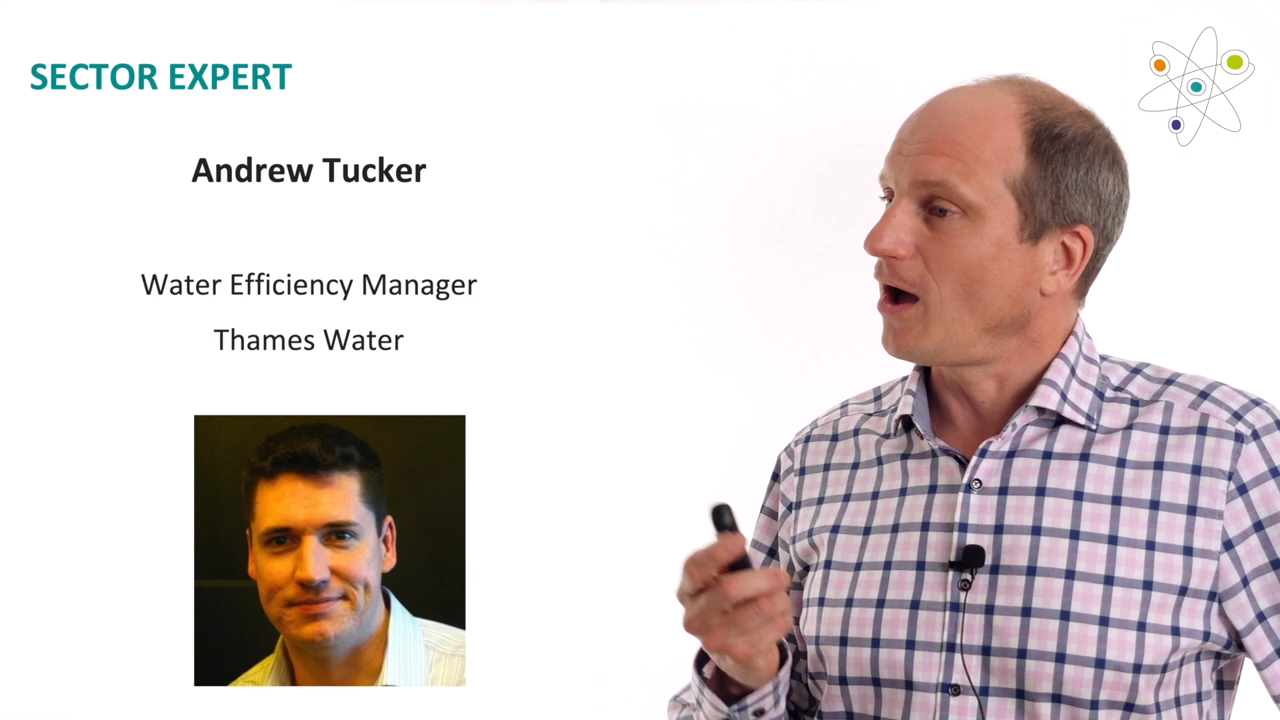 SECTOR EXPERT
Andrew Tucker
Water Efficiency Manager
Thames Water